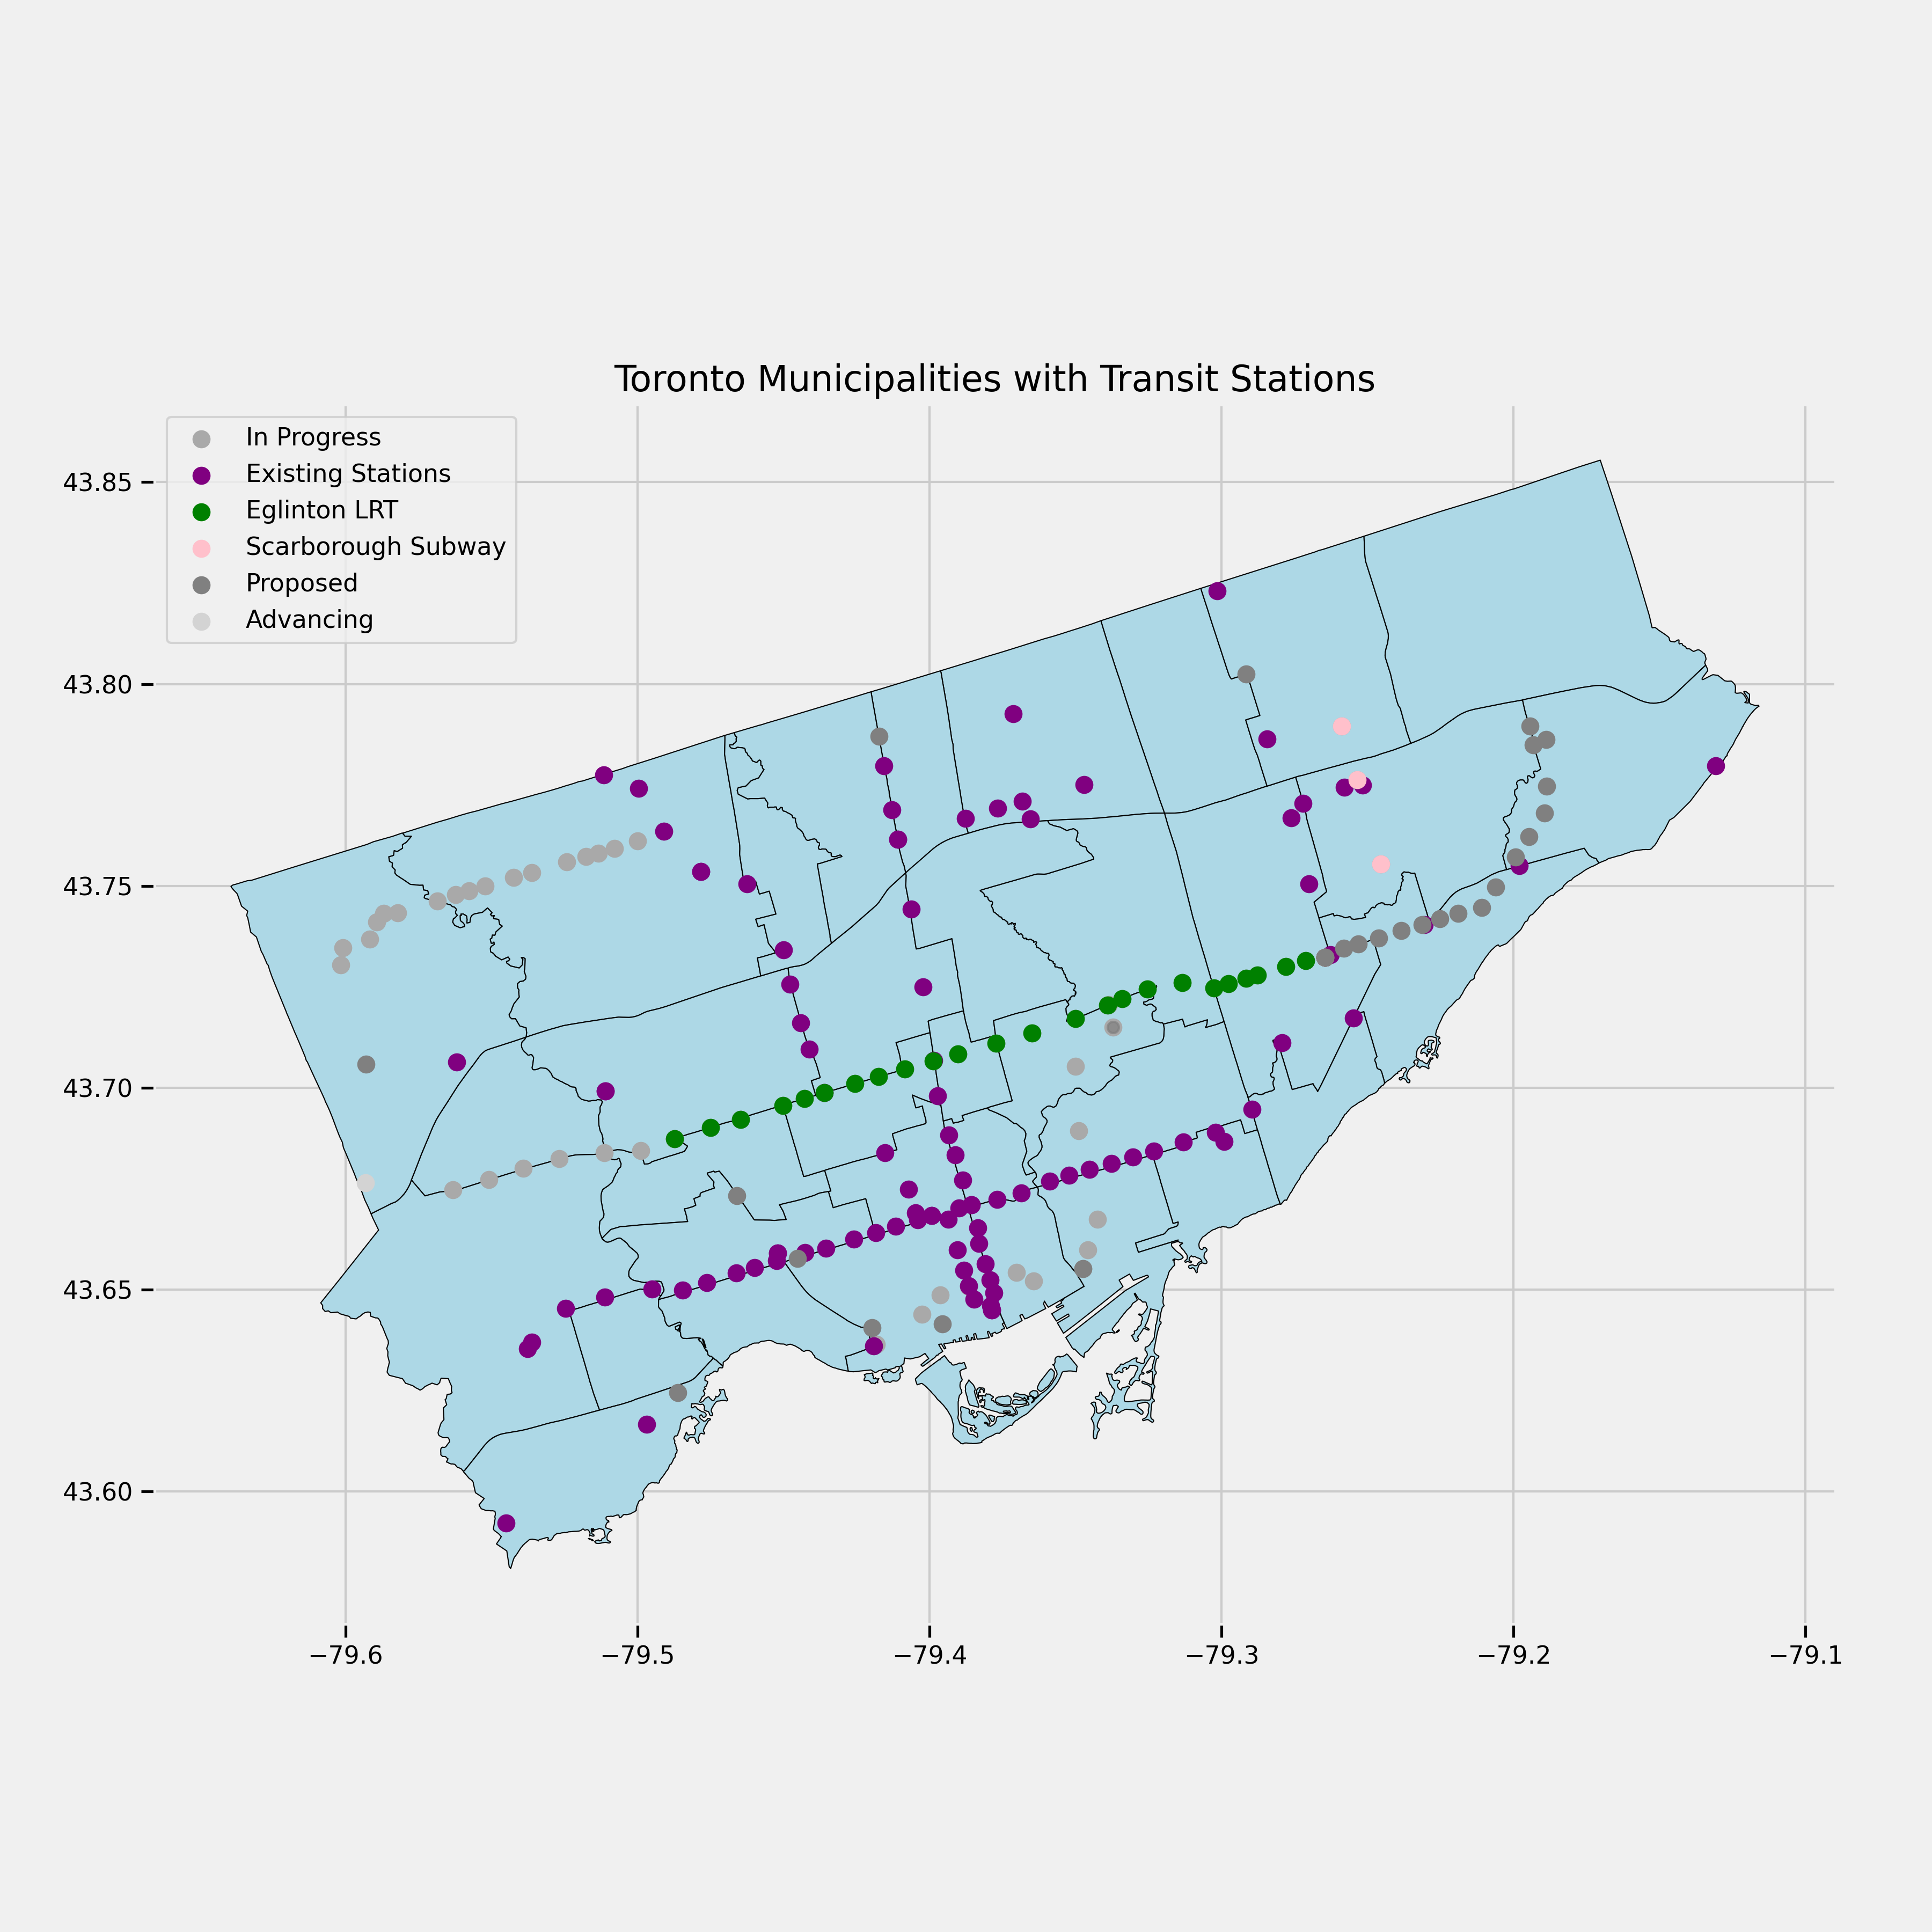 Toronto Municipalities with Transit Stations
In Progress
Existing Stations
Eglinton LRT
Scarborough Subway
Proposed
Advancing
43.85
43.80
43.75
43.70
43.65
43.60
−79.6 −79.5 −79.4 −79.3 −79.2 −79.1